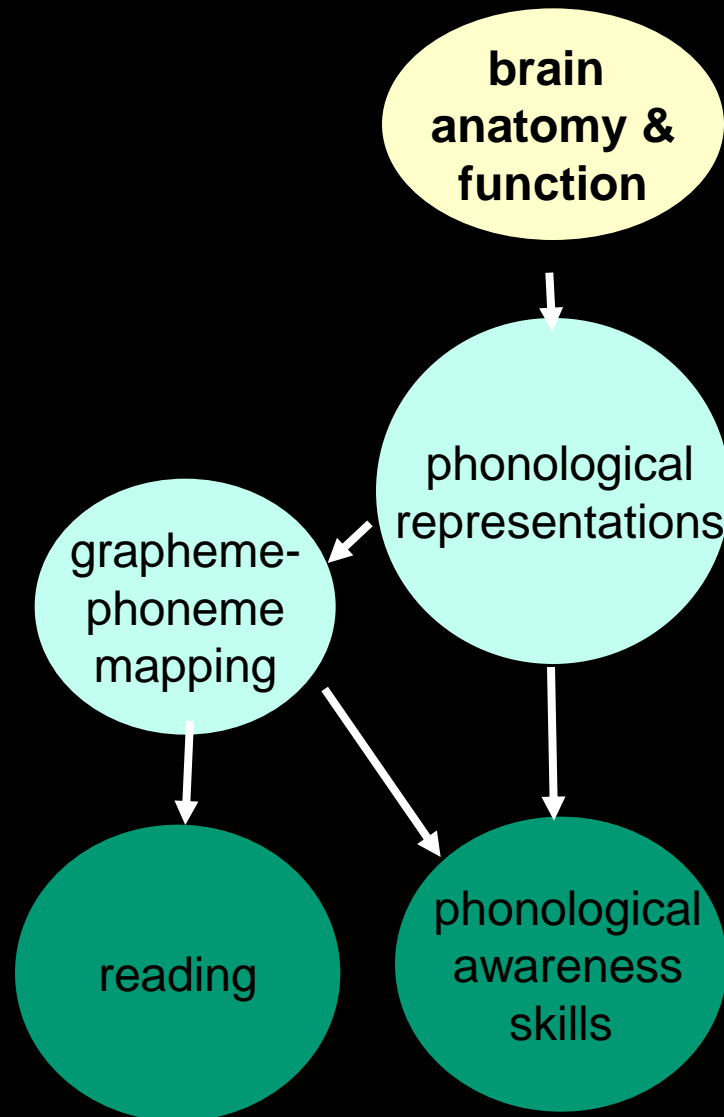 brain
anatomy &
function
phonological
representations
grapheme-
phoneme
mapping
reading
phonological
awareness
skills